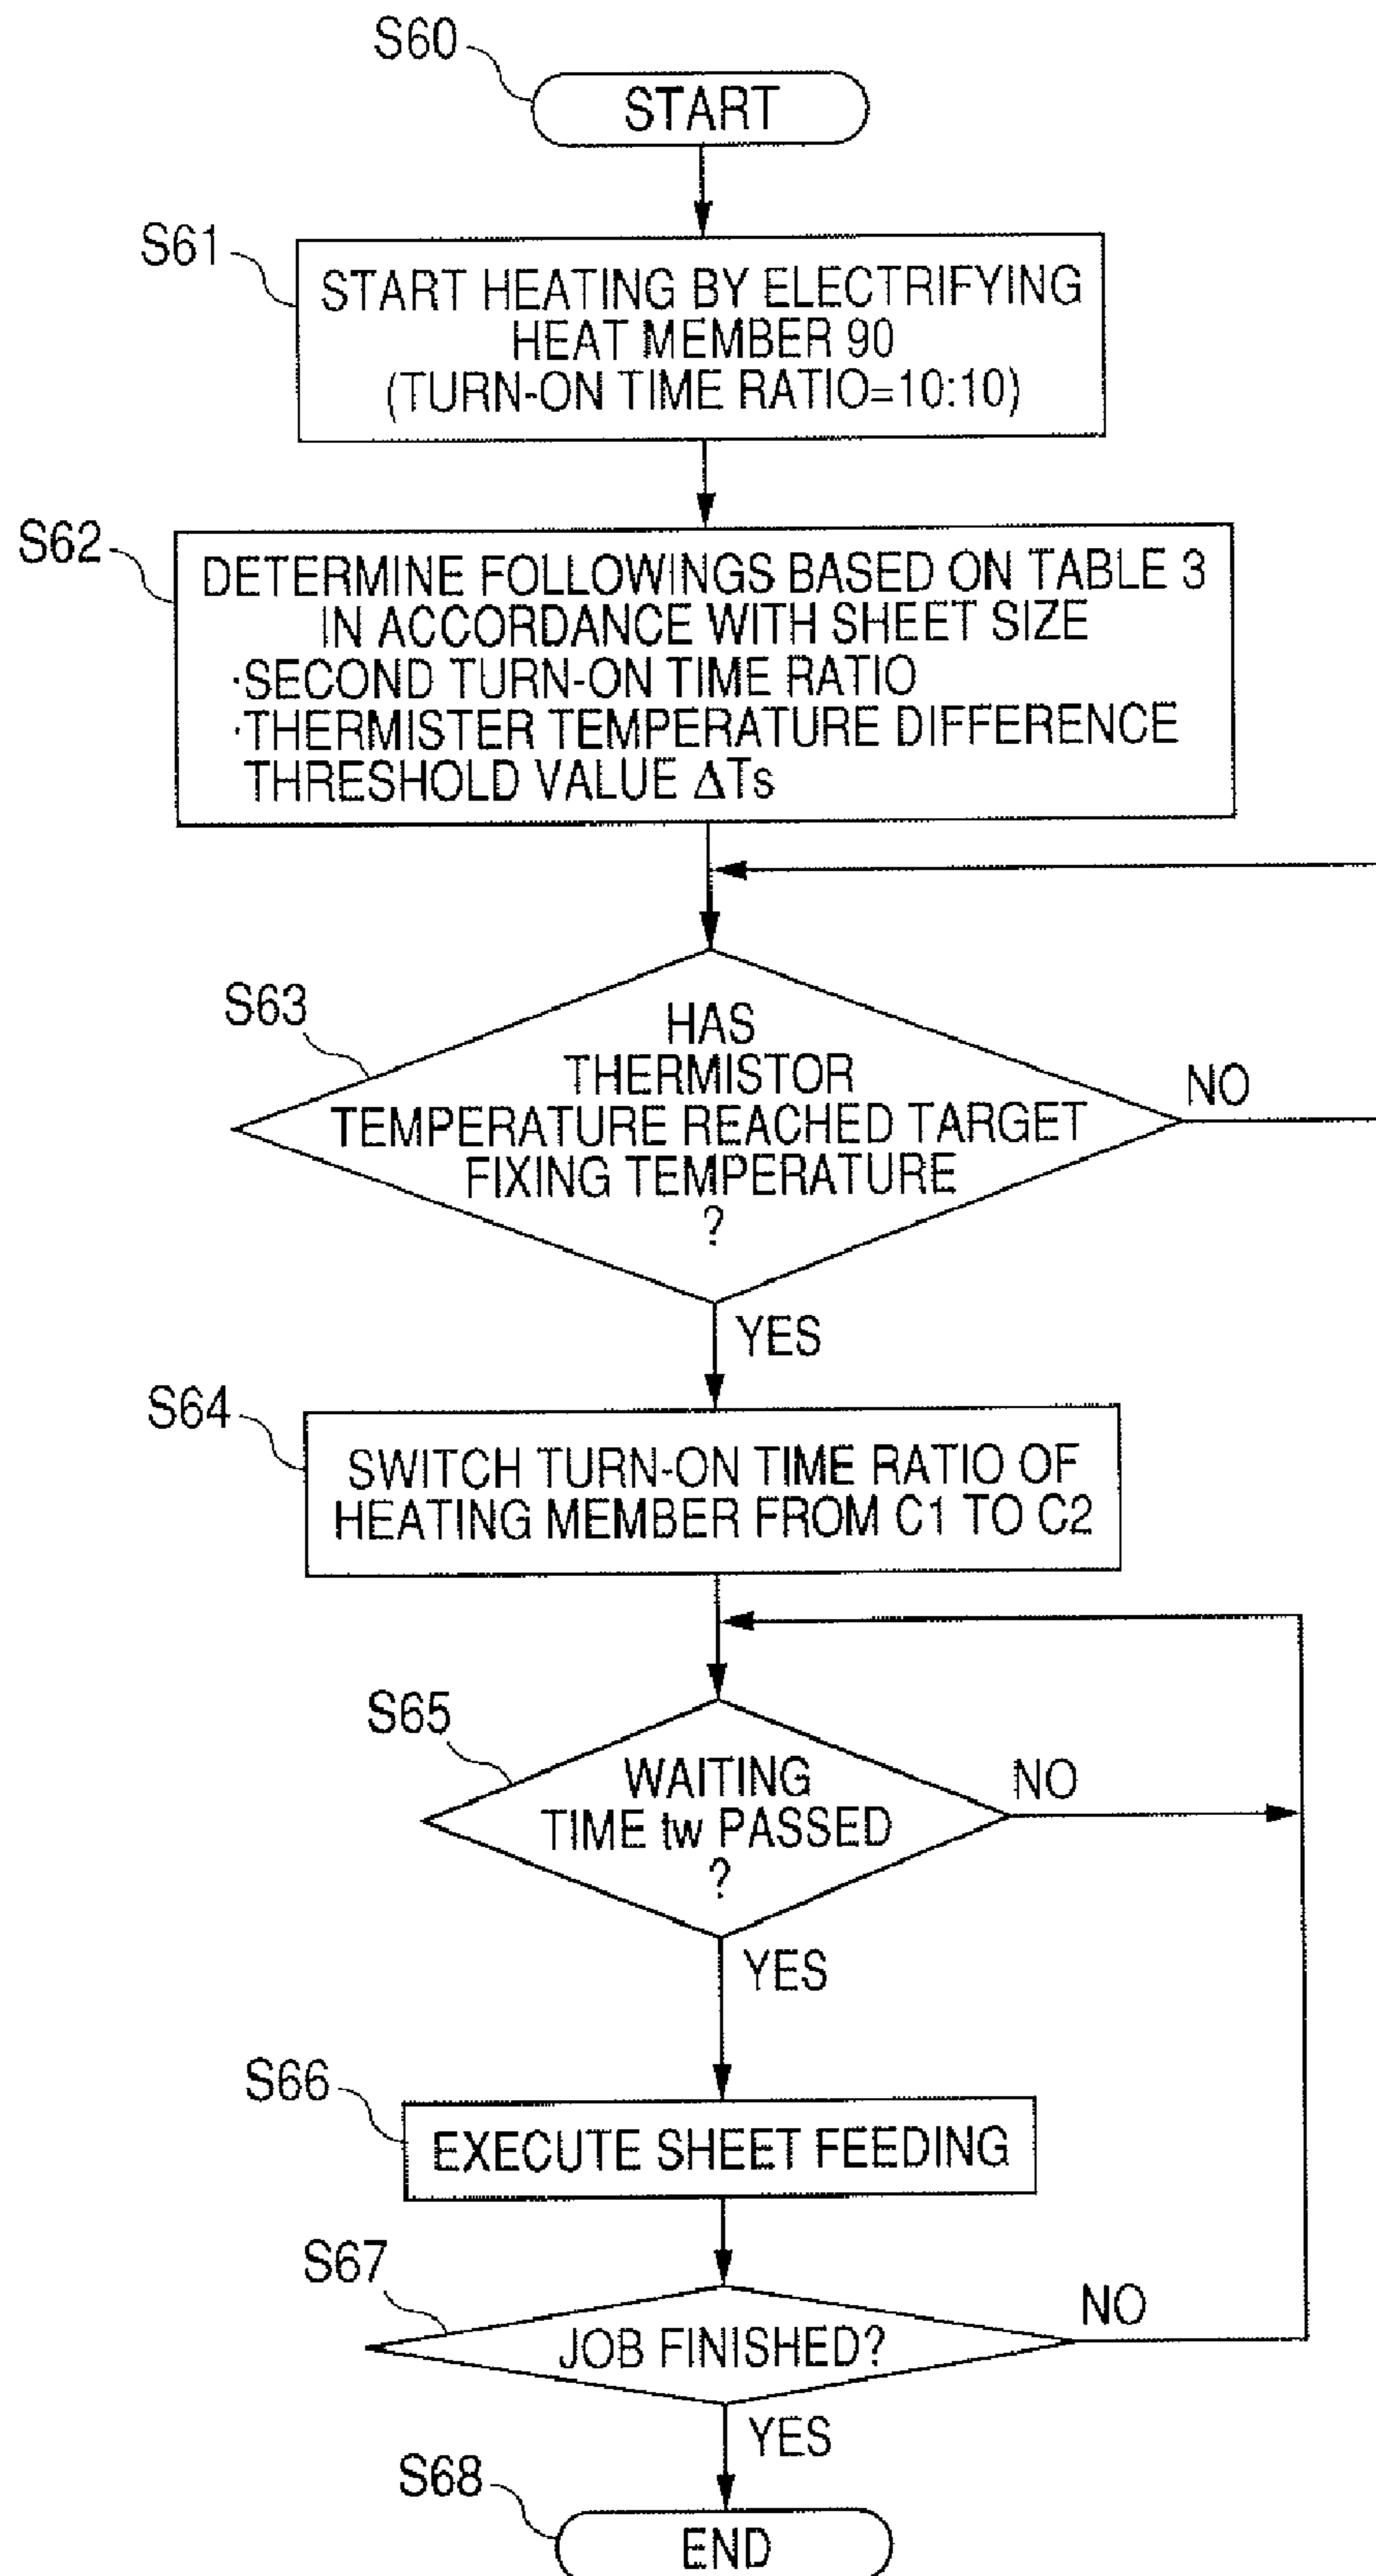 S60
START
S61
START HEATING BY ELECTRIFYING
HEAT MEMBER 90
(TURN-ON TIME RATIO=10:10)
S62
DETERMINE FOLLOWINGS BASED ON TABLE 3
IN ACCORDANCE WITH SHEET SIZE
·SECOND TURN-ON TIME RATIO
·THERMISTER TEMPERATURE DIFFERENCE
THRESHOLD VALUE ΔTs
S63
HAS
THERMISTOR
TEMPERATURE REACHED TARGET
FIXING TEMPERATURE
?
NO
YES
S64
SWITCH TURN-ON TIME RATIO OF
HEATING MEMBER FROM C1 TO C2
S65
WAITING
TIME tw PASSED
?
NO
YES
S66
EXECUTE SHEET FEEDING
S67
JOB FINISHED?
NO
YES
S68
END